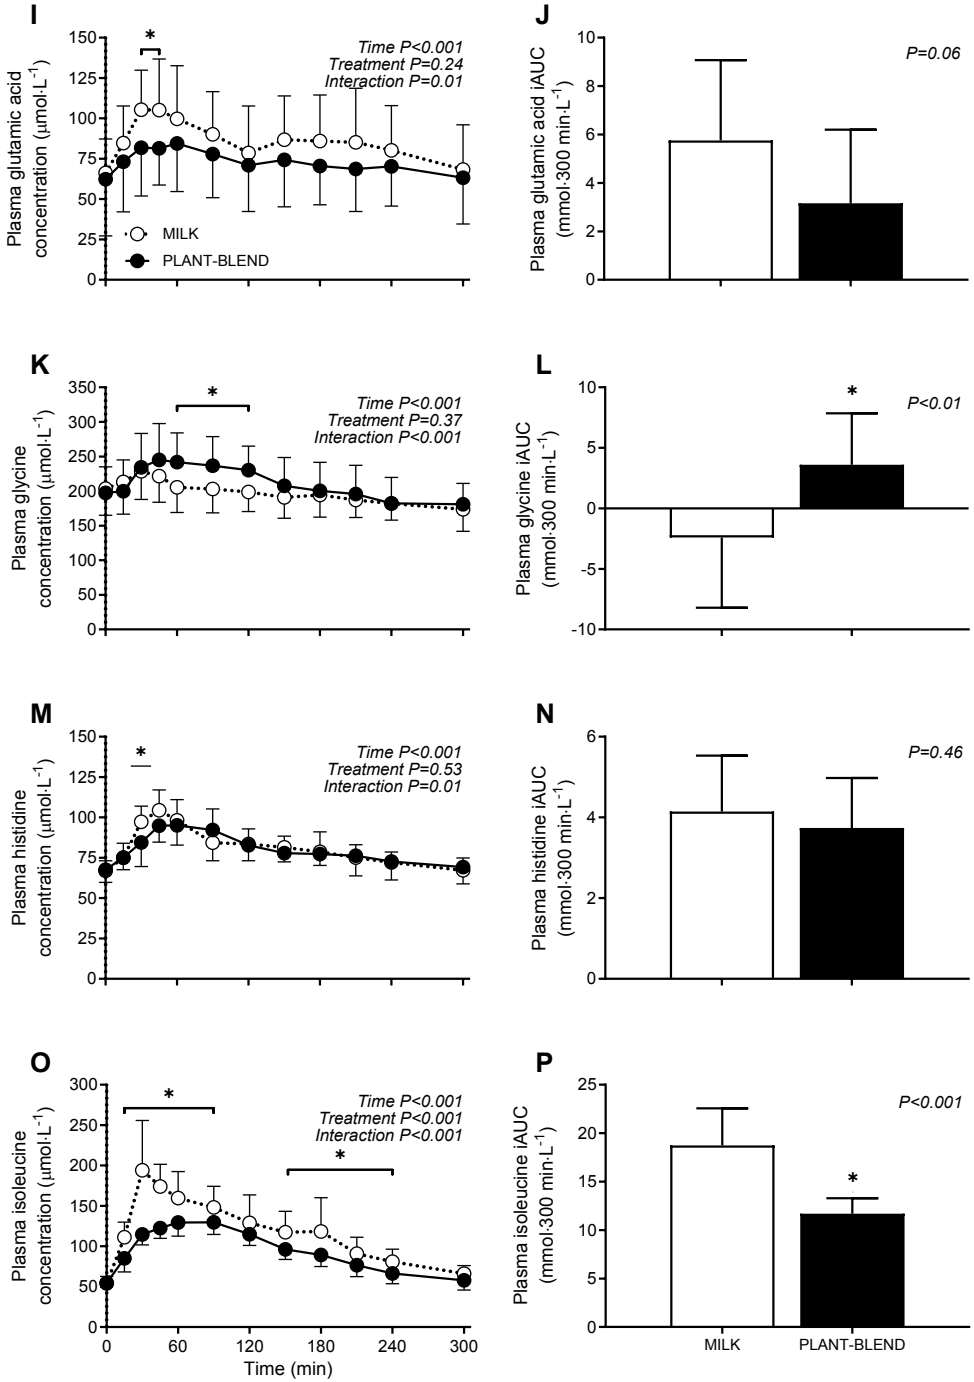 I
Plasma glutamic acid
concentration (μmol·L⁻¹)
150
125
100
75
50
25
0
*
Time P<0.001
Treatment P=0.24
Interaction P=0.01
MILK
PLANT-BLEND
J
Plasma glutamic acid iAUC
(mmol·300 min·L⁻¹)
10
8
6
4
2
0
P=0.06
K
Plasma glycine
concentration (μmol·L⁻¹)
350
300
250
200
150
100
50
0
*
Time P<0.001
Treatment P=0.37
Interaction P<0.001
L
Plasma glycine iAUC
(mmol·300 min·L⁻¹)
10
5
0
-5
-10
*
P<0.01
M
Plasma histidine
concentration (μmol·L⁻¹)
150
125
100
75
50
25
0
*
Time P<0.001
Treatment P=0.53
Interaction P=0.01
N
Plasma histidine iAUC
(mmol·300 min·L⁻¹)
6
4
2
0
P=0.46
O
Plasma isoleucine
concentration (μmol·L⁻¹)
300
250
200
150
100
50
0
*
Time P<0.001
Treatment P<0.001
Interaction P<0.001
*
0 60 120 180 240 300
Time (min)
P
Plasma isoleucine iAUC
(mmol·300 min·L⁻¹)
25
20
15
10
5
0
P<0.001
*
MILK PLANT-BLEND